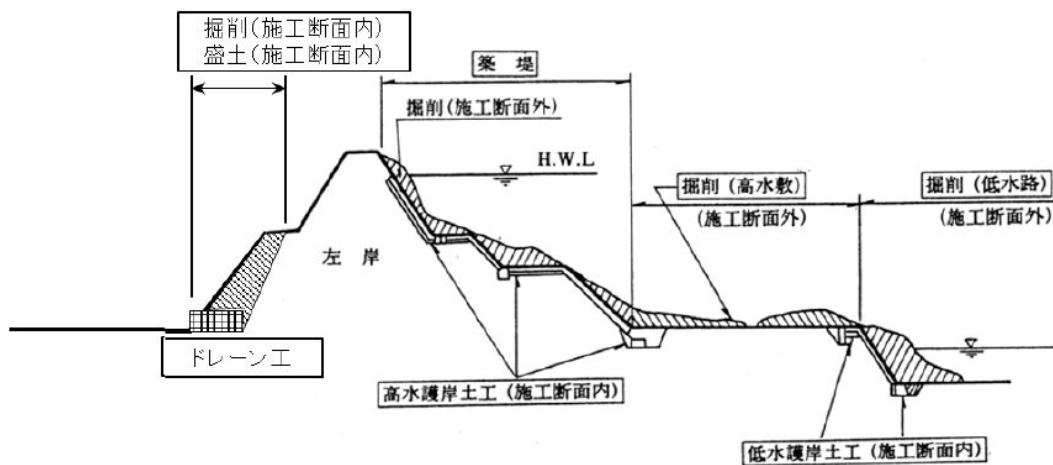 掘削(施工断面内)
盛土(施工断面内)
築堤
掘削(施工断面外)
H.W.L
掘削(高水敷)
(施工断面外)
掘削(低水路)
(施工断面外)
左岸
ドレーン工
高水護岸土工(施工断面内)
低水護岸土工(施工断面内)